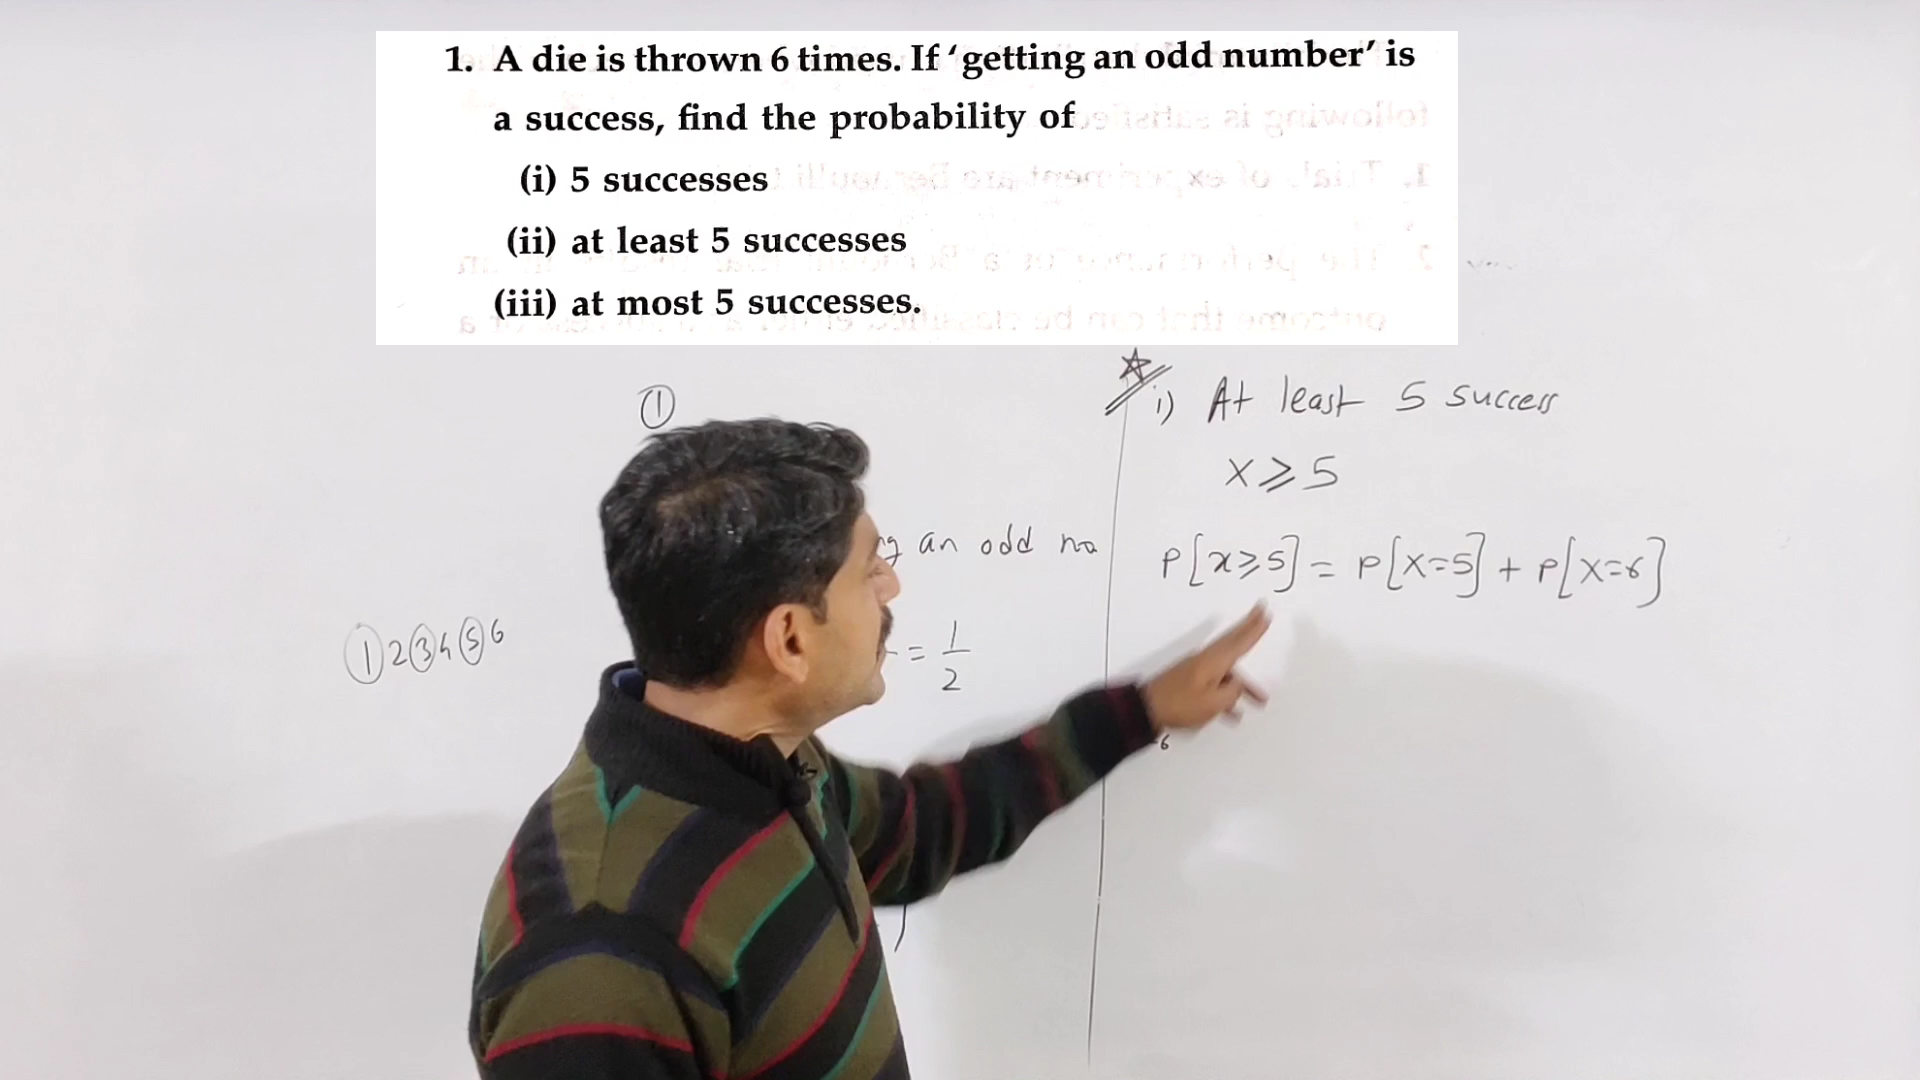 1. A die is thrown 6 times. If ‘getting an odd number’ is
a success, find the probability of
(i) 5 successes
(ii) at least 5 successes
(iii) at most 5 successes.
①
an odd no
①2③4⑤6
= 1/2
i) At least 5 success
X ⩾ 5
P[x⩾5] = P[X=5] + P[X=6]